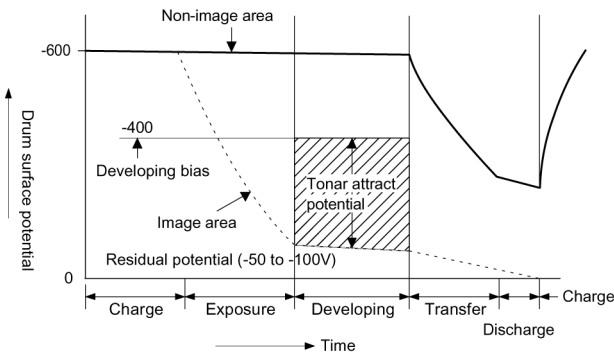 Non-image area
-600
-400
Developing bias
Tonar attract
potential
Image area
Drum surface potential
Residual potential (-50 to -100V)
0
Charge
Exposure
Developing
Transfer
Charge
Discharge
Time